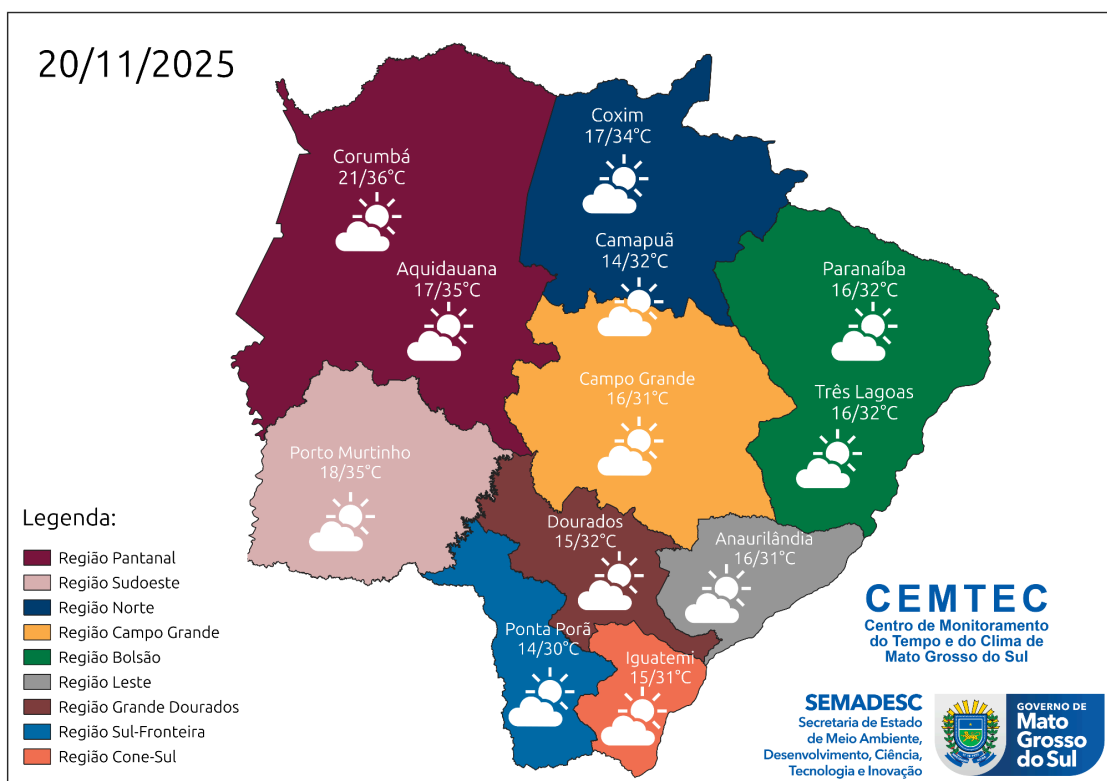 20/11/2025
Coxim
17/34°C
Corumbá
21/36°C
Camapuã
14/32°C
Aquidauana
17/35°C
Paranaíba
16/32°C
Campo Grande
16/31°C
Três Lagoas
16/32°C
Porto Murtinho
18/35°C
Dourados
15/32°C
Anaurilândia
16/31°C
Ponta Porã
14/30°C
Iguatemi
15/31°C
Legenda:
Região Pantanal
Região Sudoeste
Região Norte
Região Campo Grande
Região Bolsão
Região Leste
Região Grande Dourados
Região Sul-Fronteira
Região Cone-Sul
CEMTEC
Centro de Monitoramento
do Tempo e do Clima de
Mato Grosso do Sul
SEMADESC
Secretaria de Estado
de Meio Ambiente,
Desenvolvimento, Ciência,
Tecnologia e Inovação
GOVERNO DE
Mato
Grosso
do Sul